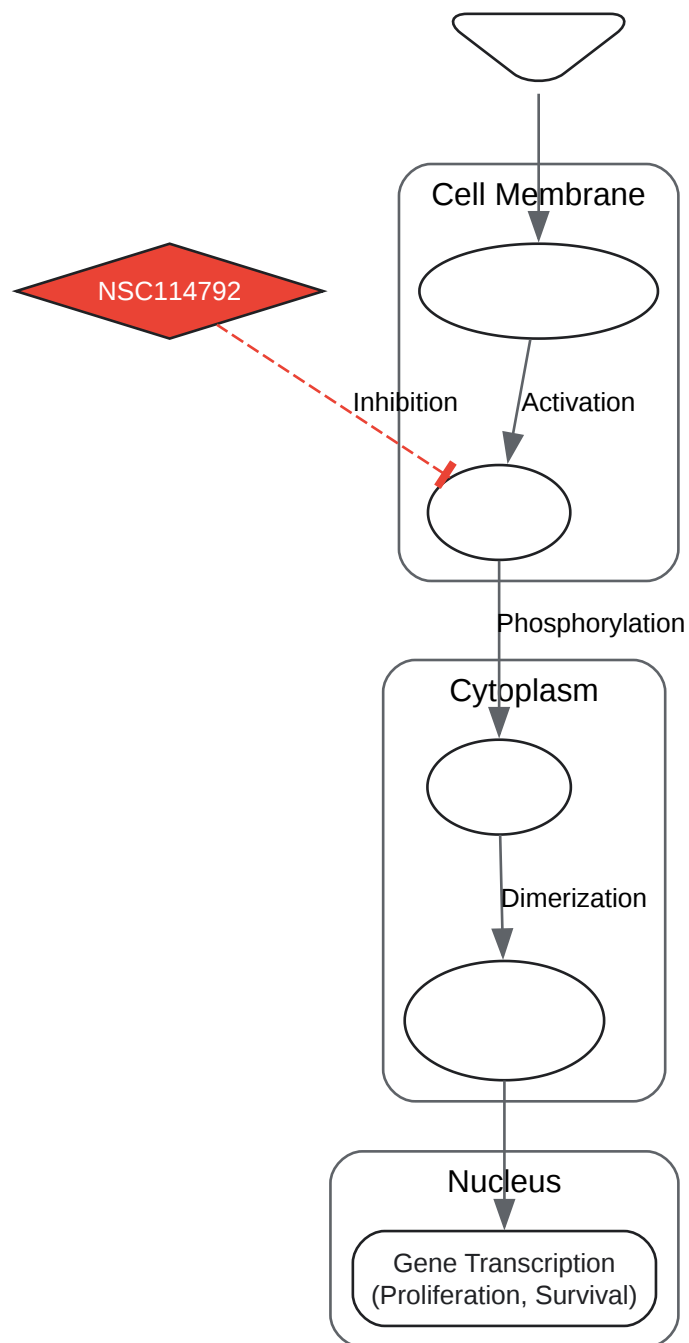 Cell Membrane
NSC114792
Inhibition
Activation
Phosphorylation
Cytoplasm
Dimerization
Nucleus
Gene Transcription
(Proliferation, Survival)